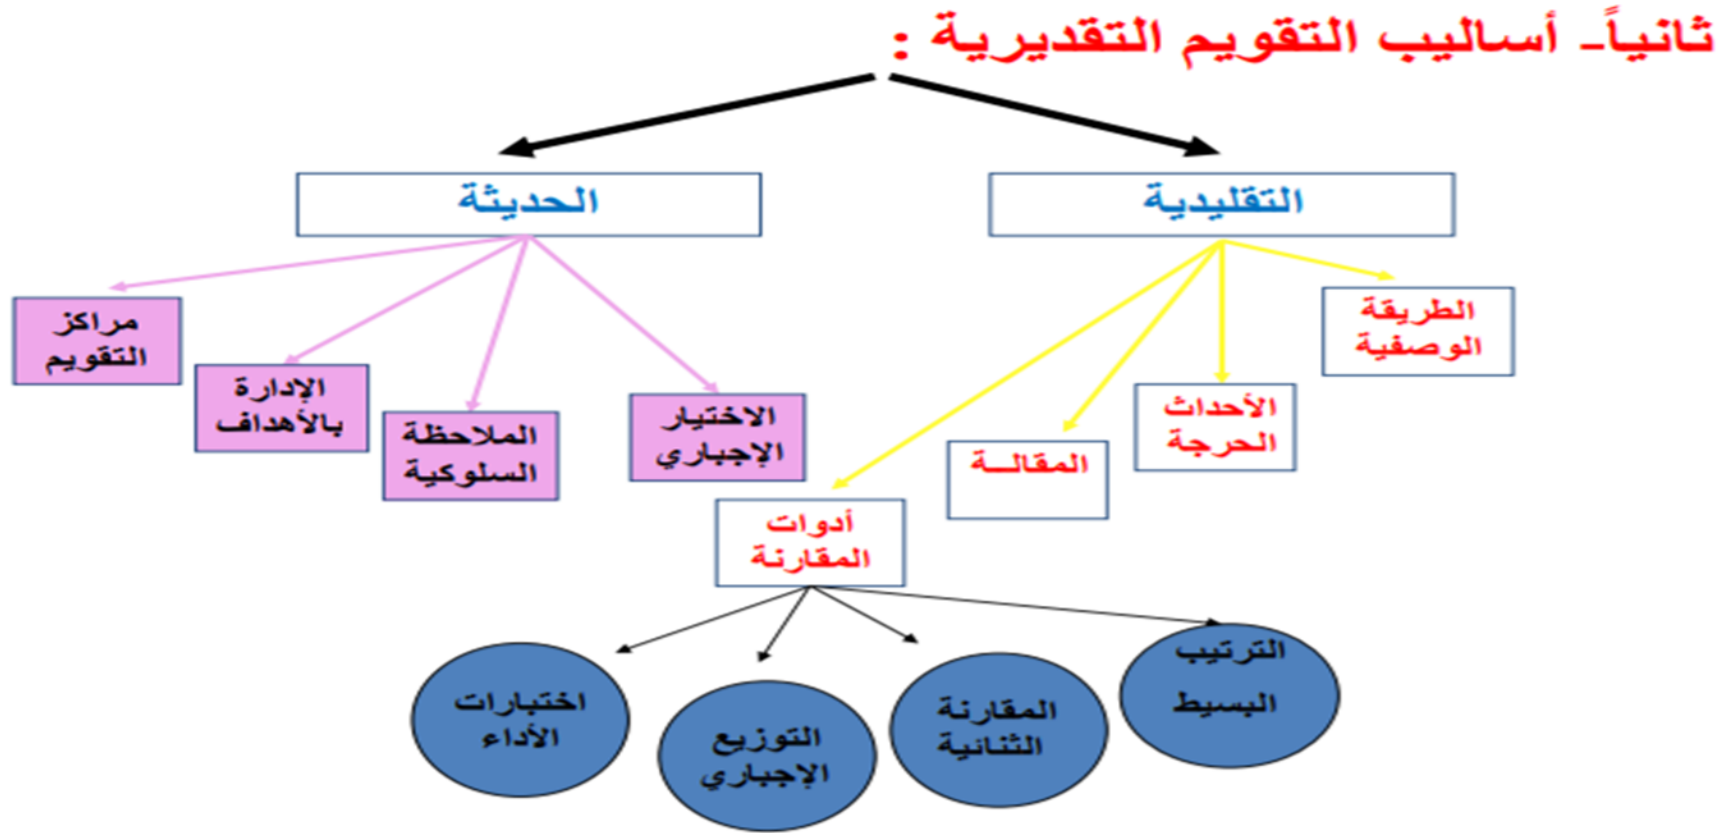 ثانياً- أساليب التقويم التقديرية :
التقليدية
الحديثة
الطريقة
الوصفية
الأحداث
الحرجة
المقالــة
أدوات
المقارنة
الاختيار
الإجباري
الملاحظة
السلوكية
الإدارة
بالأهداف
مراكز
التقويم
الترتيب
البسيط
المقارنة
الثنائية
التوزيع
الإجباري
اختبارات
الأداء